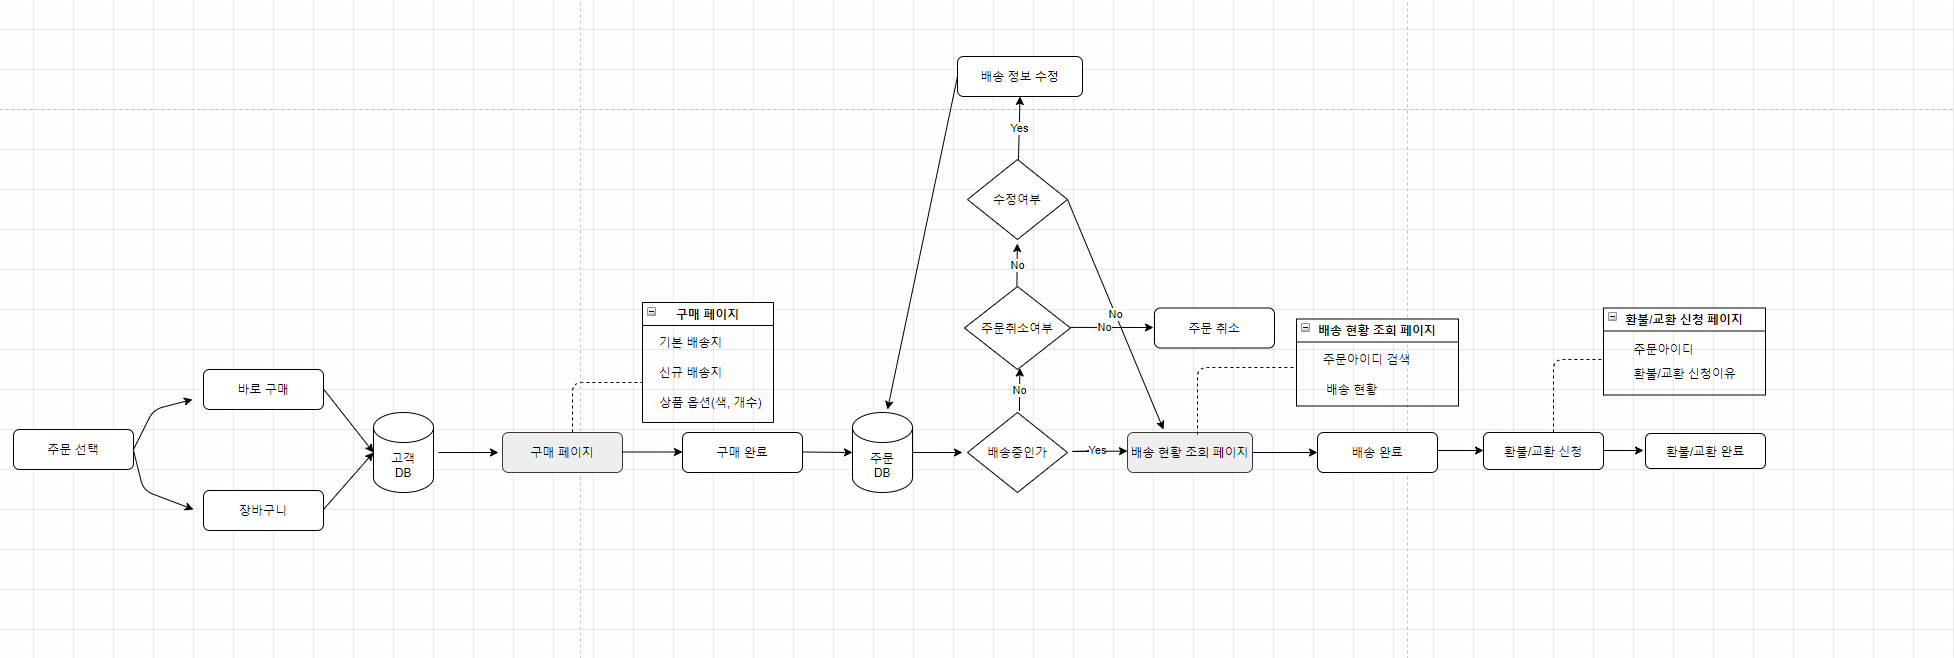 배송 정보 수정
Yes
수정여부
No
주문취소여부
No
No
주문 취소
구매 페이지
기본 배송지
신규 배송지
상품 옵션(색, 개수)
배송 현황 조회 페이지
주문아이디 검색
배송 현황
환불/교환 신청 페이지
주문아이디
환불/교환 신청이유
바로 구매
No
주문 선택
고객
DB
구매 페이지
구매 완료
주문
DB
배송중인가
Yes
배송 현황 조회 페이지
배송 완료
환불/교환 신청
환불/교환 완료
장바구니